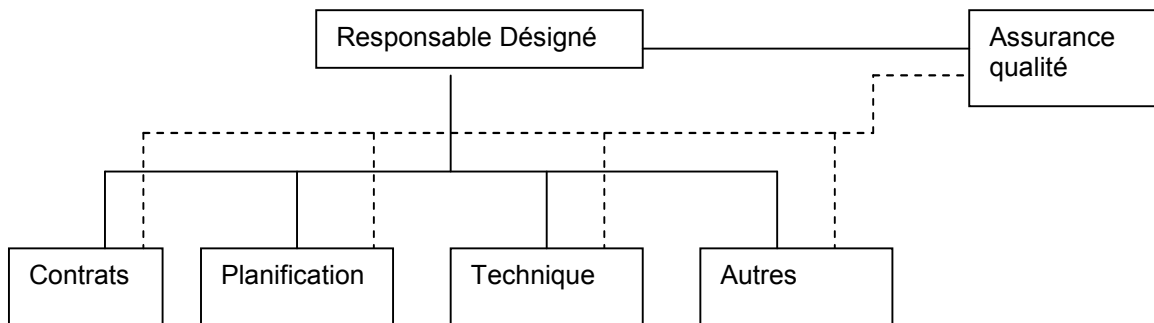 Responsable Désigné
Assurance
qualité
Contrats
Planification
Technique
Autres